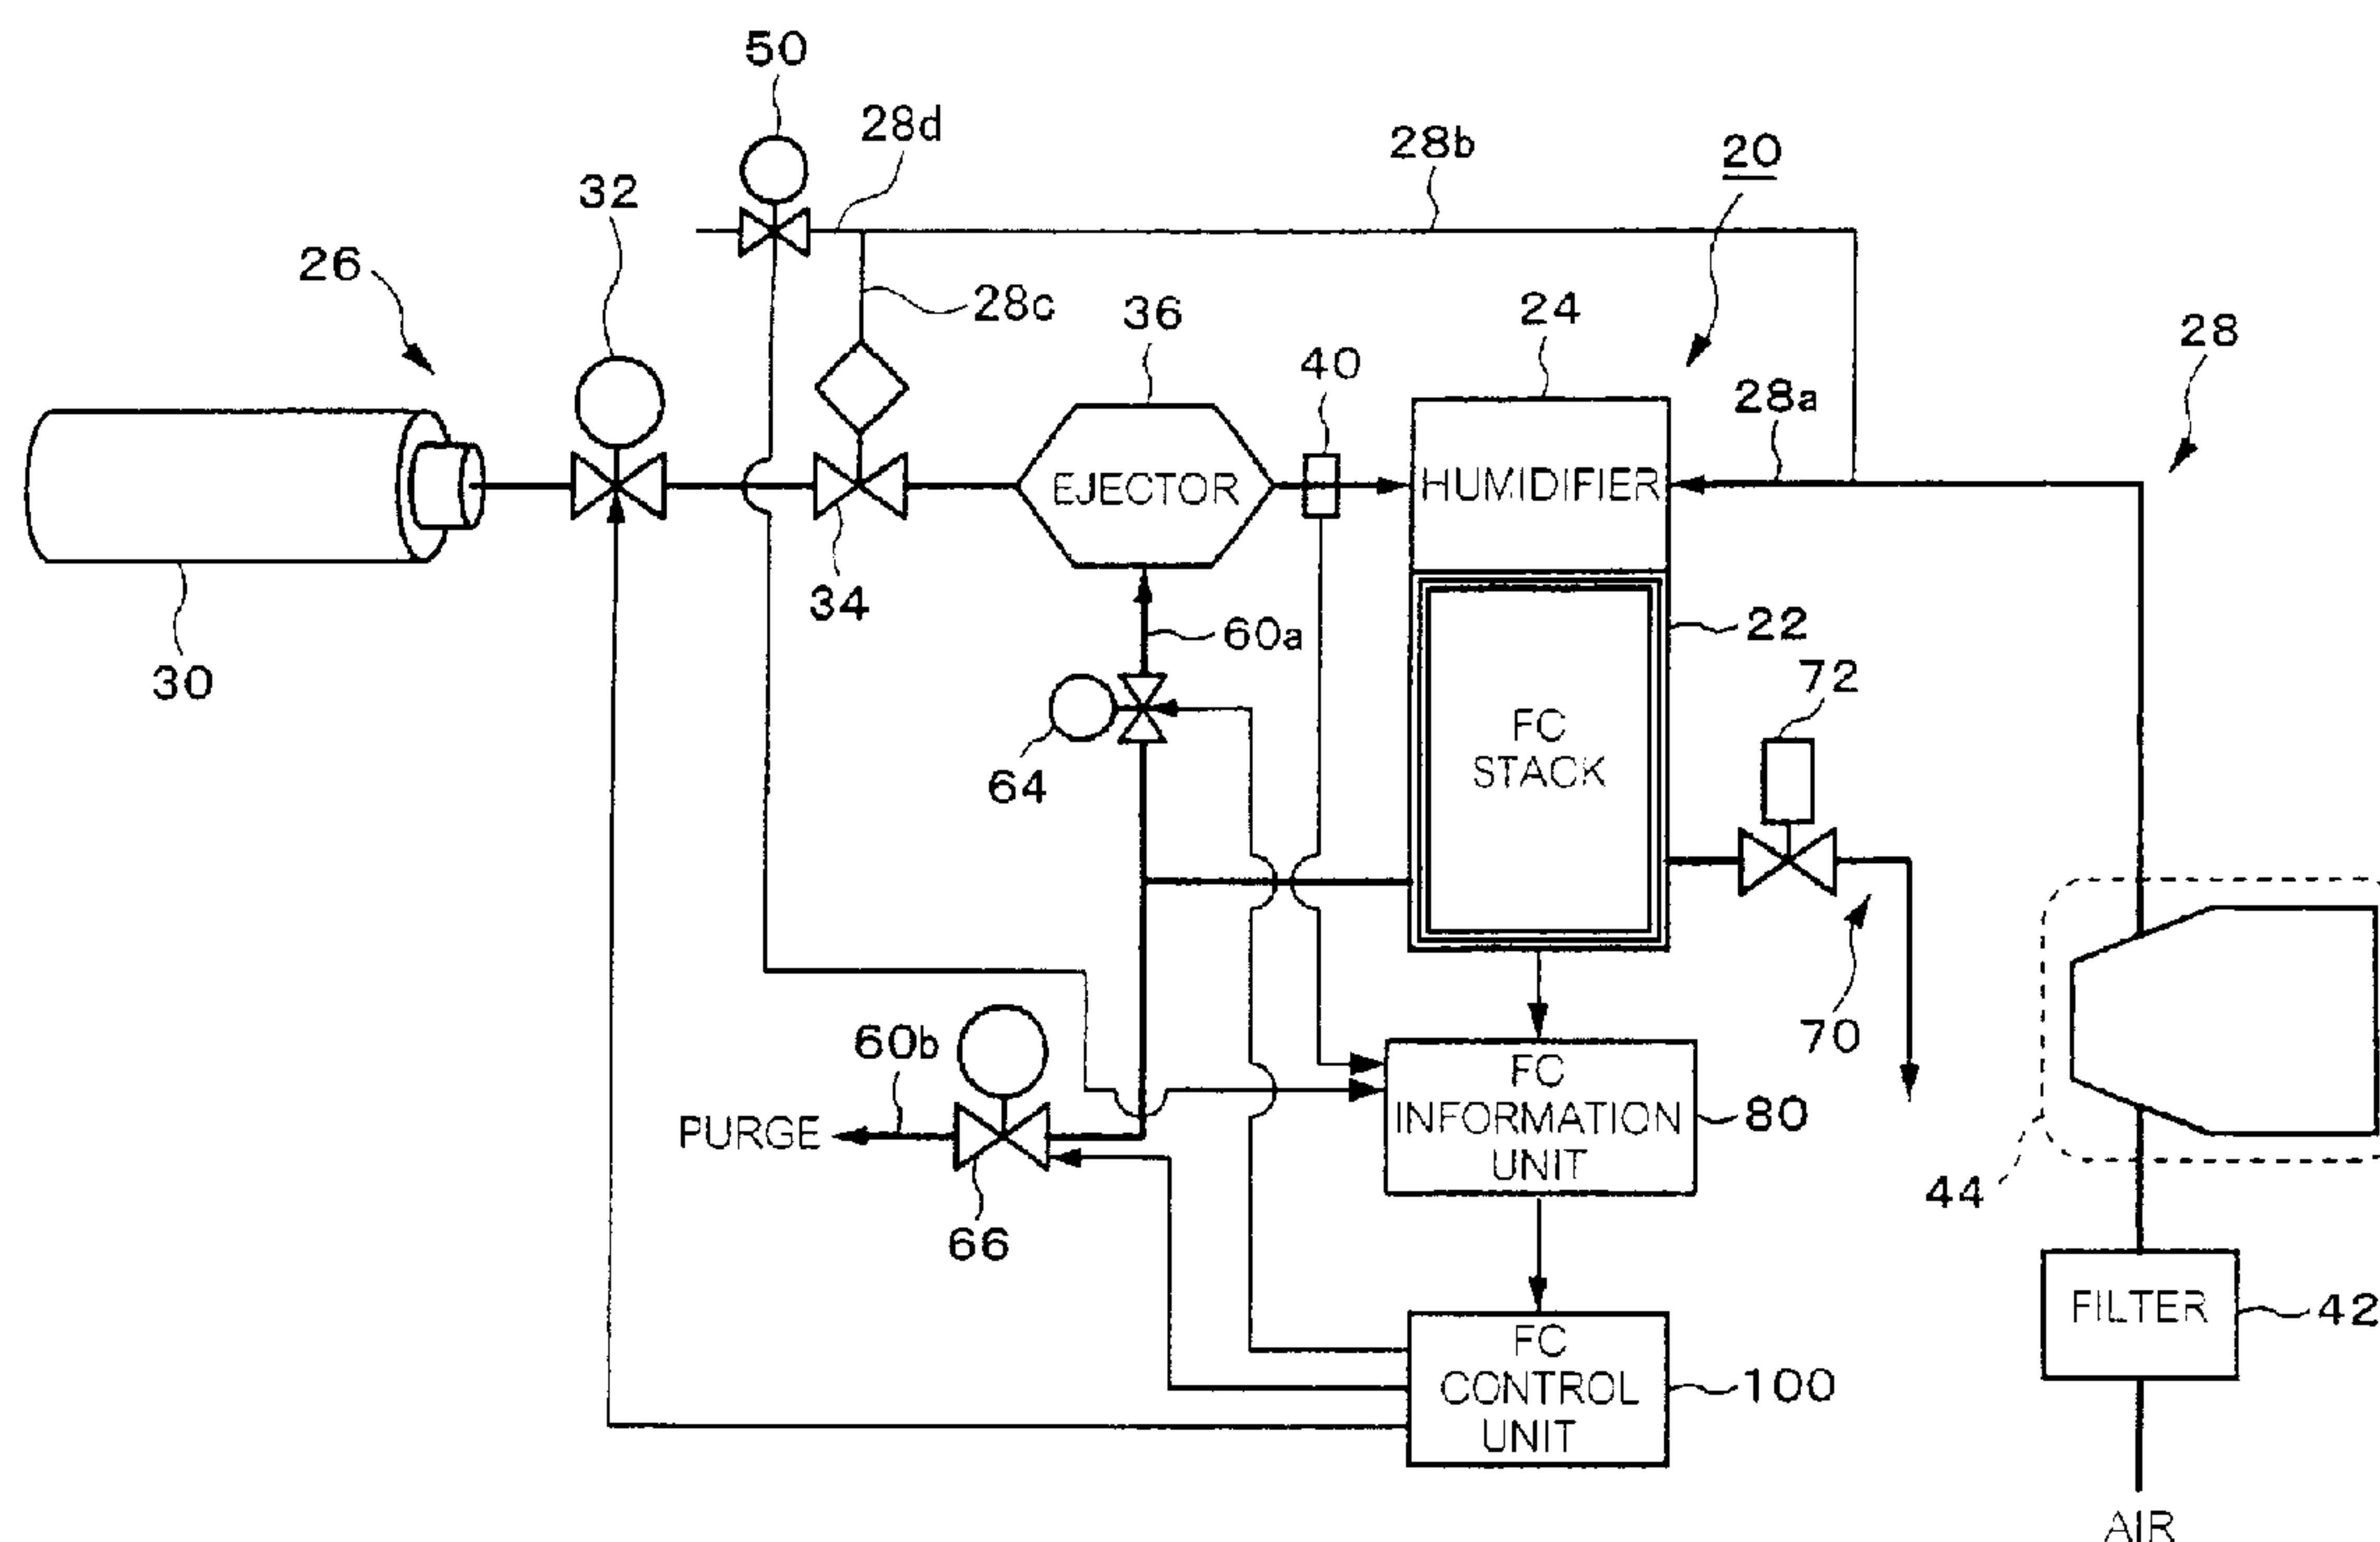 50
28d
28b
20
32
26
28c
36
24
28
40
28a
EJECTOR
HUMIDIFIER
34
60a
22
30
72
FC
STACK
64
60b
70
FC
INFORMATION
UNIT
80
PURGE
44
66
FILTER
42
FC
CONTROL
UNIT
100
AIR